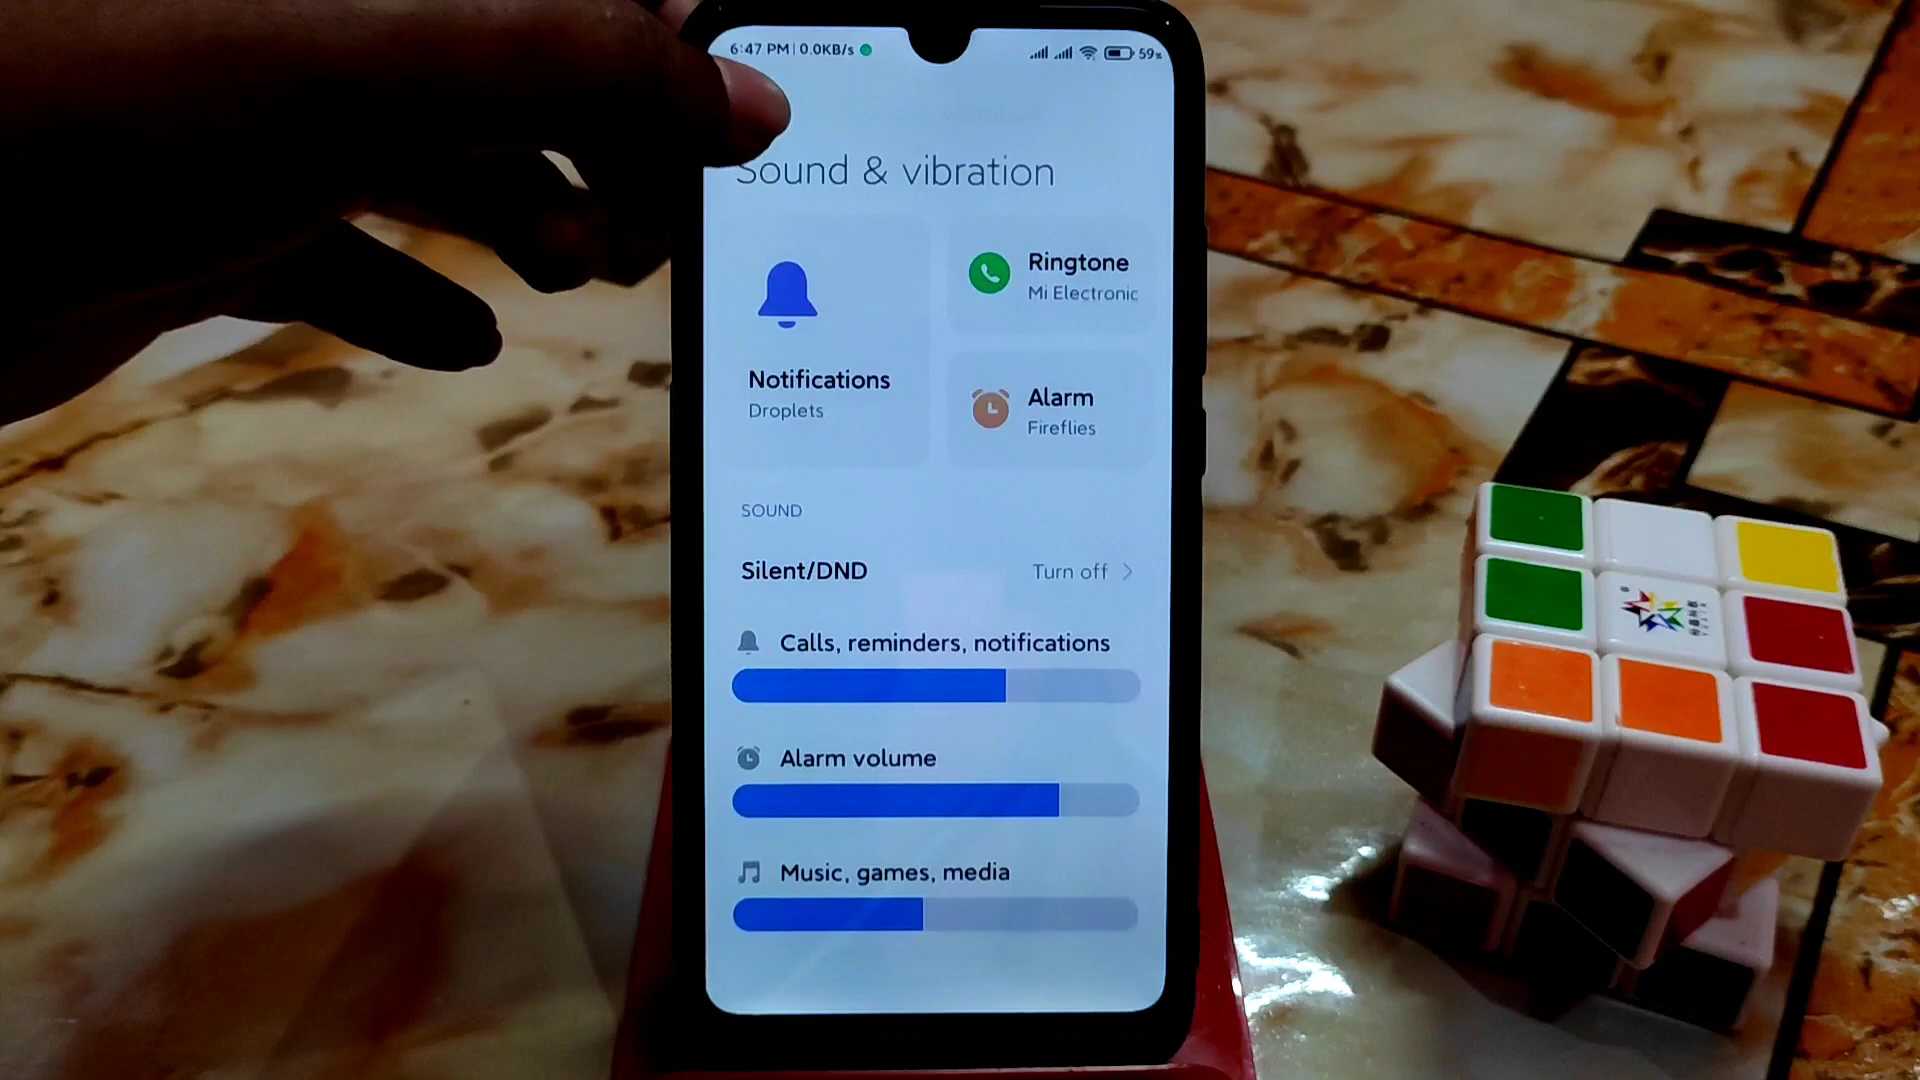 6:47 PM | 0.0KB/s
59%
Sound & vibration
Notifications
Droplets
Ringtone
Mi Electronic
Alarm
Fireflies
SOUND
Silent/DND
Turn off
Calls, reminders, notifications
Alarm volume
Music, games, media